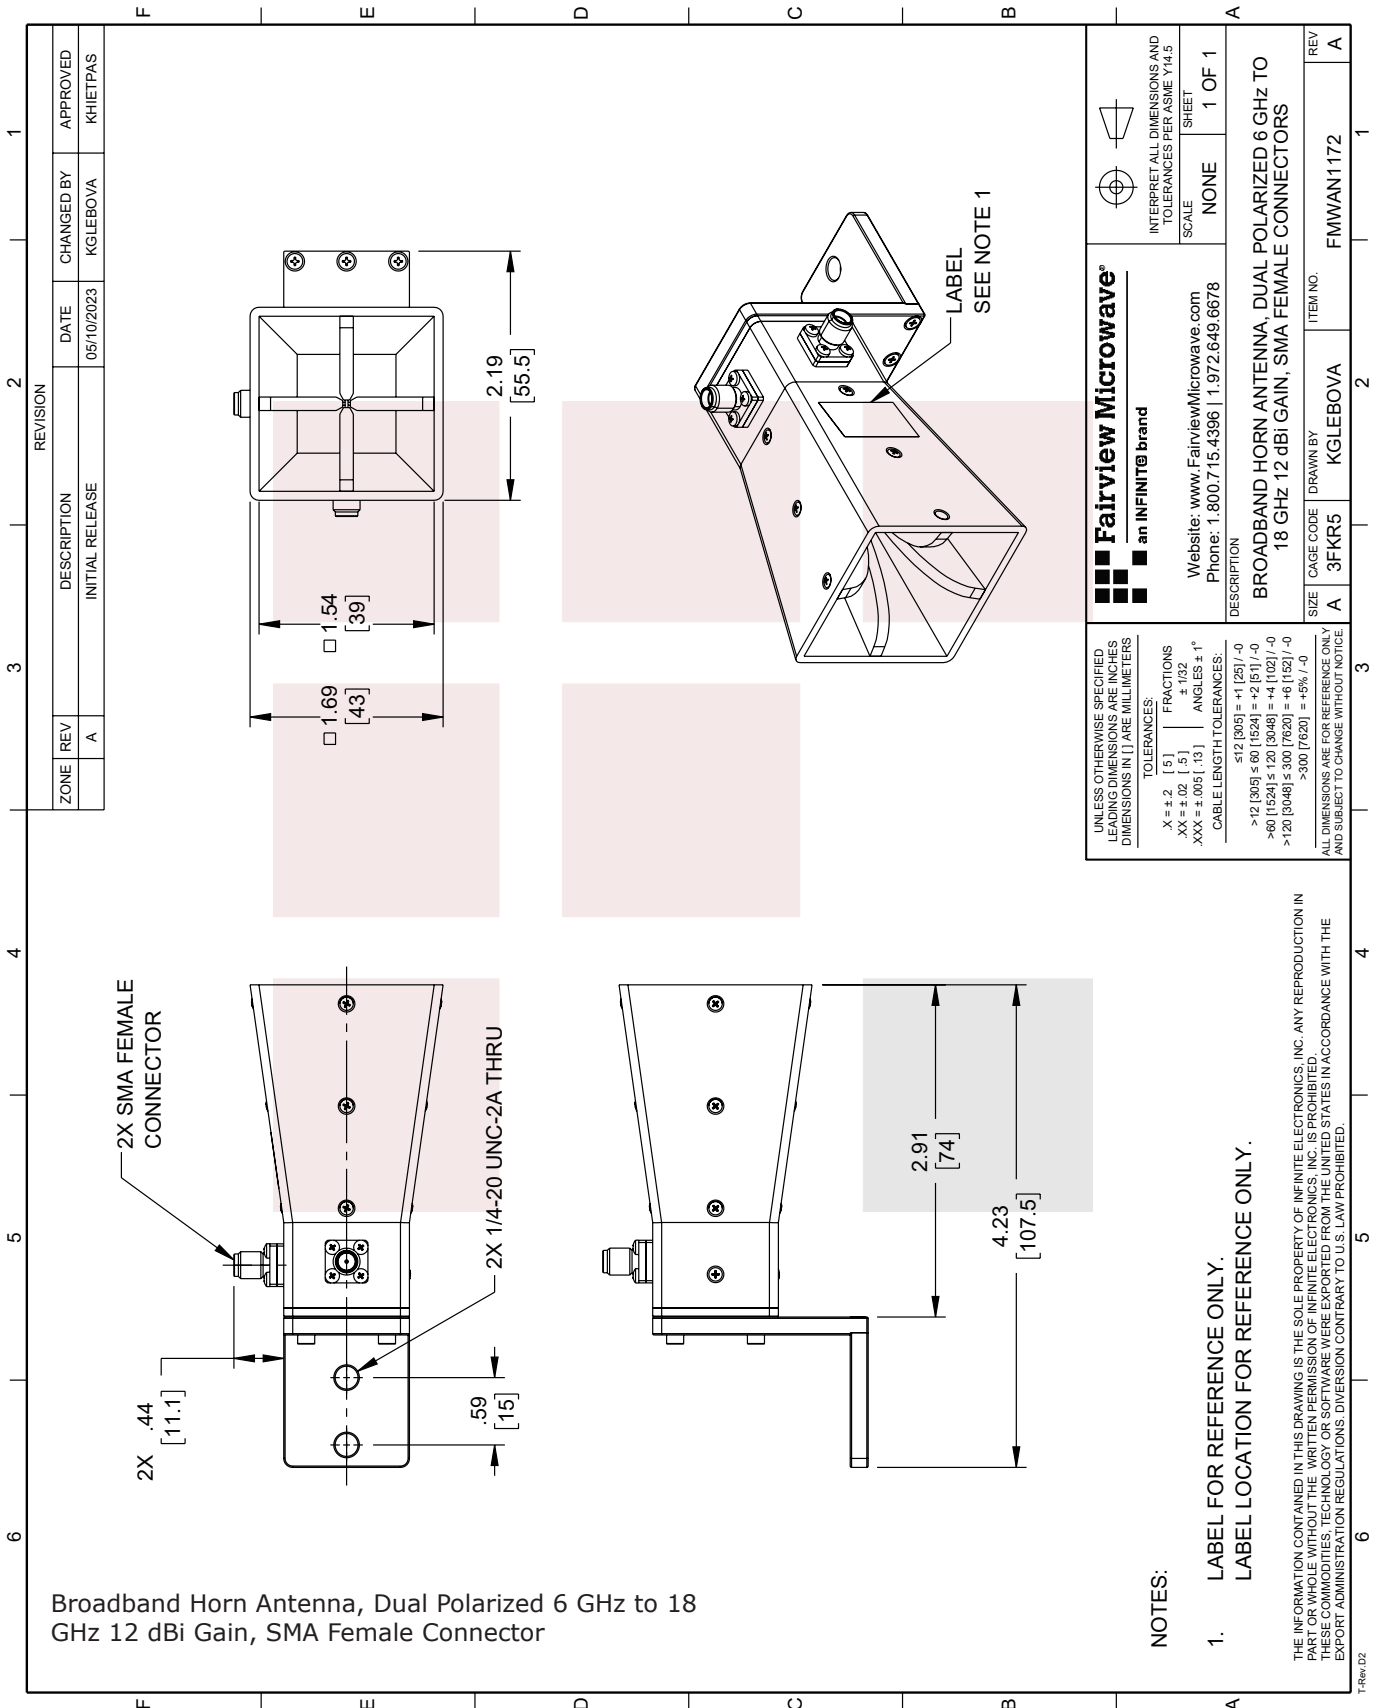 6
5
4
3
2
1
F
E
D
C
B
A
REVISION
ZONE REV DESCRIPTION DATE CHANGED BY APPROVED
A INITIAL RELEASE 05/10/2023 KGLEBOVA KHIETPAS
2X SMA FEMALE
CONNECTOR
2X .44
[11.1]
2X 1/4-20 UNC-2A THRU
.59
[15]
□ 1.69
[43]
□ 1.54
[39]
2.19
[55.5]
2.91
[74]
4.23
[107.5]
LABEL
SEE NOTE 1
NOTES:
1. LABEL FOR REFERENCE ONLY.
LABEL LOCATION FOR REFERENCE ONLY.
THE INFORMATION CONTAINED IN THIS DRAWING IS THE SOLE PROPERTY OF INFINITE ELECTRONICS, INC. ANY REPRODUCTION IN
PART OR WHOLE WITHOUT THE WRITTEN PERMISSION OF INFINITE ELECTRONICS, INC. IS PROHIBITED.
THESE COMMODITIES, TECHNOLOGY OR SOFTWARE WERE EXPORTED FROM THE UNITED STATES IN ACCORDANCE WITH THE
EXPORT ADMINISTRATION REGULATIONS. DIVERSION CONTRARY TO U.S. LAW PROHIBITED.
UNLESS OTHERWISE SPECIFIED
LEADING DIMENSIONS ARE INCHES
DIMENSIONS IN [ ] ARE MILLIMETERS
TOLERANCES:
.X = ±.2 [ 5 ] FRACTIONS
.XX = ±.02 [ .5 ] ± 1/32
.XXX = ±.005 [ .13 ] ANGLES ± 1°
CABLE LENGTH TOLERANCES:
≤12 [305] = +1 [25] / -0
>12 [305] ≤ 60 [1524] = +2 [51] / -0
>60 [1524] ≤ 120 [3048] = +4 [102] / -0
>120 [3048] ≤ 300 [7620] = +6 [152] / -0
>300 [7620] = +5% / -0
ALL DIMENSIONS ARE FOR REFERENCE ONLY
AND SUBJECT TO CHANGE WITHOUT NOTICE.
Fairview Microwave®
an INFINIT@ brand
Website: www.FairviewMicrowave.com
Phone: 1.800.715.4396 | 1.972.649.6678
INTERPRET ALL DIMENSIONS AND
TOLERANCES PER ASME Y14.5
SCALE NONE SHEET 1 OF 1
DESCRIPTION
BROADBAND HORN ANTENNA, DUAL POLARIZED 6 GHz TO
18 GHz 12 dBi GAIN, SMA FEMALE CONNECTORS
SIZE A CAGE CODE 3FKR5 DRAWN BY KGLEBOVA ITEM NO. FMWAN1172 REV A
6
5
4
3
2
1
F
E
D
C
B
A
T-Rev.D2
Broadband Horn Antenna, Dual Polarized 6 GHz to 18
GHz 12 dBi Gain, SMA Female Connector